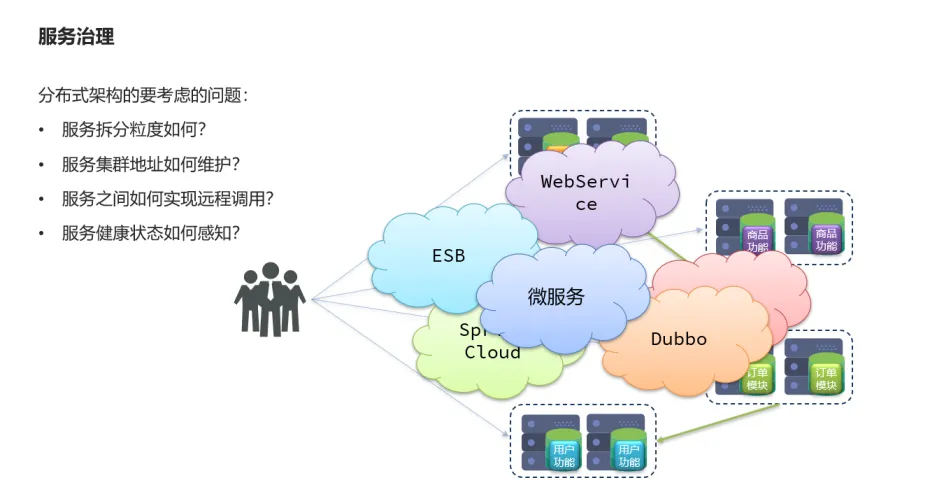 服务治理
分布式架构的要考虑的问题：
• 服务拆分粒度如何？
• 服务集群地址如何维护？
• 服务之间如何实现远程调用？
• 服务健康状态如何感知？
WebServi
ce
ESB
微服务
Cloud
Dubbo
商品
功能
商品
功能
订单
模块
订单
模块
用户
功能
用户
功能